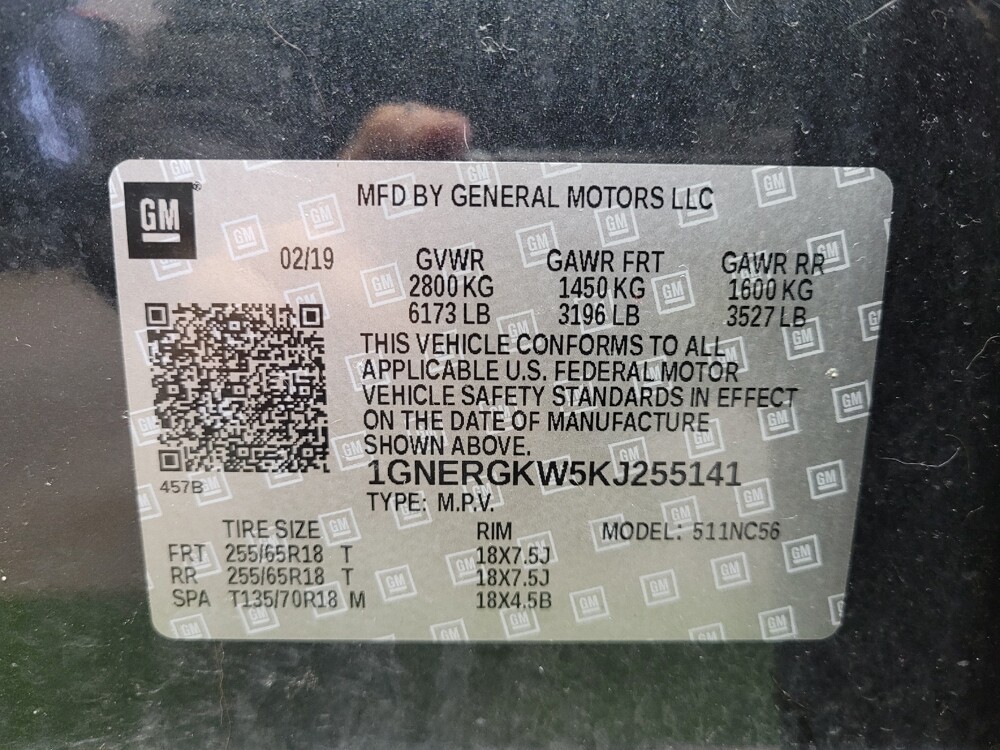 GM
MFD BY GENERAL MOTORS LLC
02/19 GVWR GAWR FRT GAWR RR
2800 KG 1450 KG 1600 KG
6173 LB 3196 LB 3527 LB
THIS VEHICLE CONFORMS TO ALL
APPLICABLE U.S. FEDERAL MOTOR
VEHICLE SAFETY STANDARDS IN EFFECT
ON THE DATE OF MANUFACTURE
SHOWN ABOVE.
1GNERGKW5KJ255141
457B
TYPE: M.P.V.
TIRE SIZE RIM MODEL: 511NC56
FRT 255/65R18 T 18X7.5J
RR 255/65R18 T 18X7.5J
SPA T135/70R18 M 18X4.5B